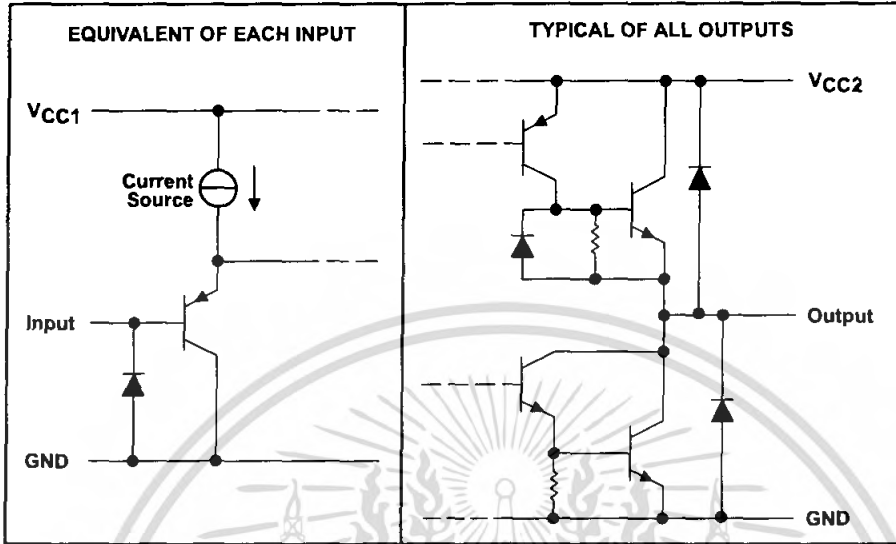 EQUIVALENT OF EACH INPUT
VCC1
Current
Source
Input
GND
TYPICAL OF ALL OUTPUTS
VCC2
Output
GND